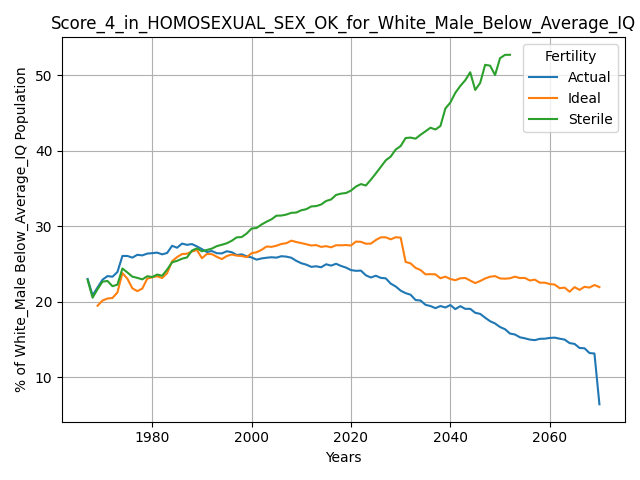 Score_4_in_HOMOSEXUAL_SEX_OK_for_White_Male_Below_Average_IQ
% of White_Male Below_Average_IQ Population
50
40
30
20
10
Fertility
Actual
Ideal
Sterile
1980
2000
2020
2040
2060
Years